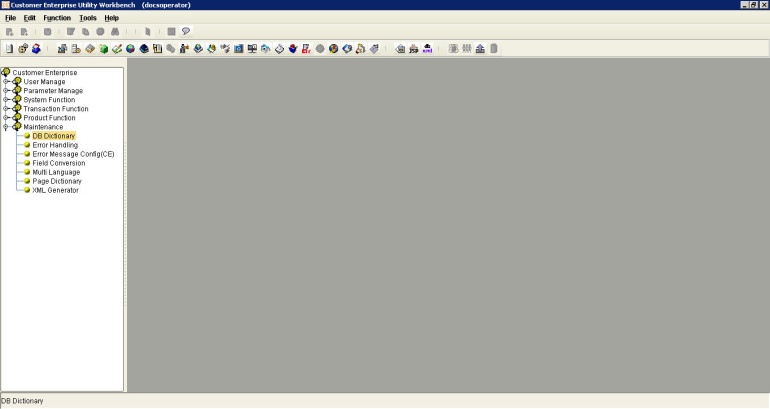 Customer Enterprise Utility Workbench (docsoperator)
File Edit Function Tools Help
Customer Enterprise
User Manage
Parameter Manage
System Function
Transaction Function
Product Function
Maintenance
DB Dictionary
Error Handling
Error Message Config(CE)
Field Conversion
Multi Language
Page Dictionary
XML Generator
DB Dictionary